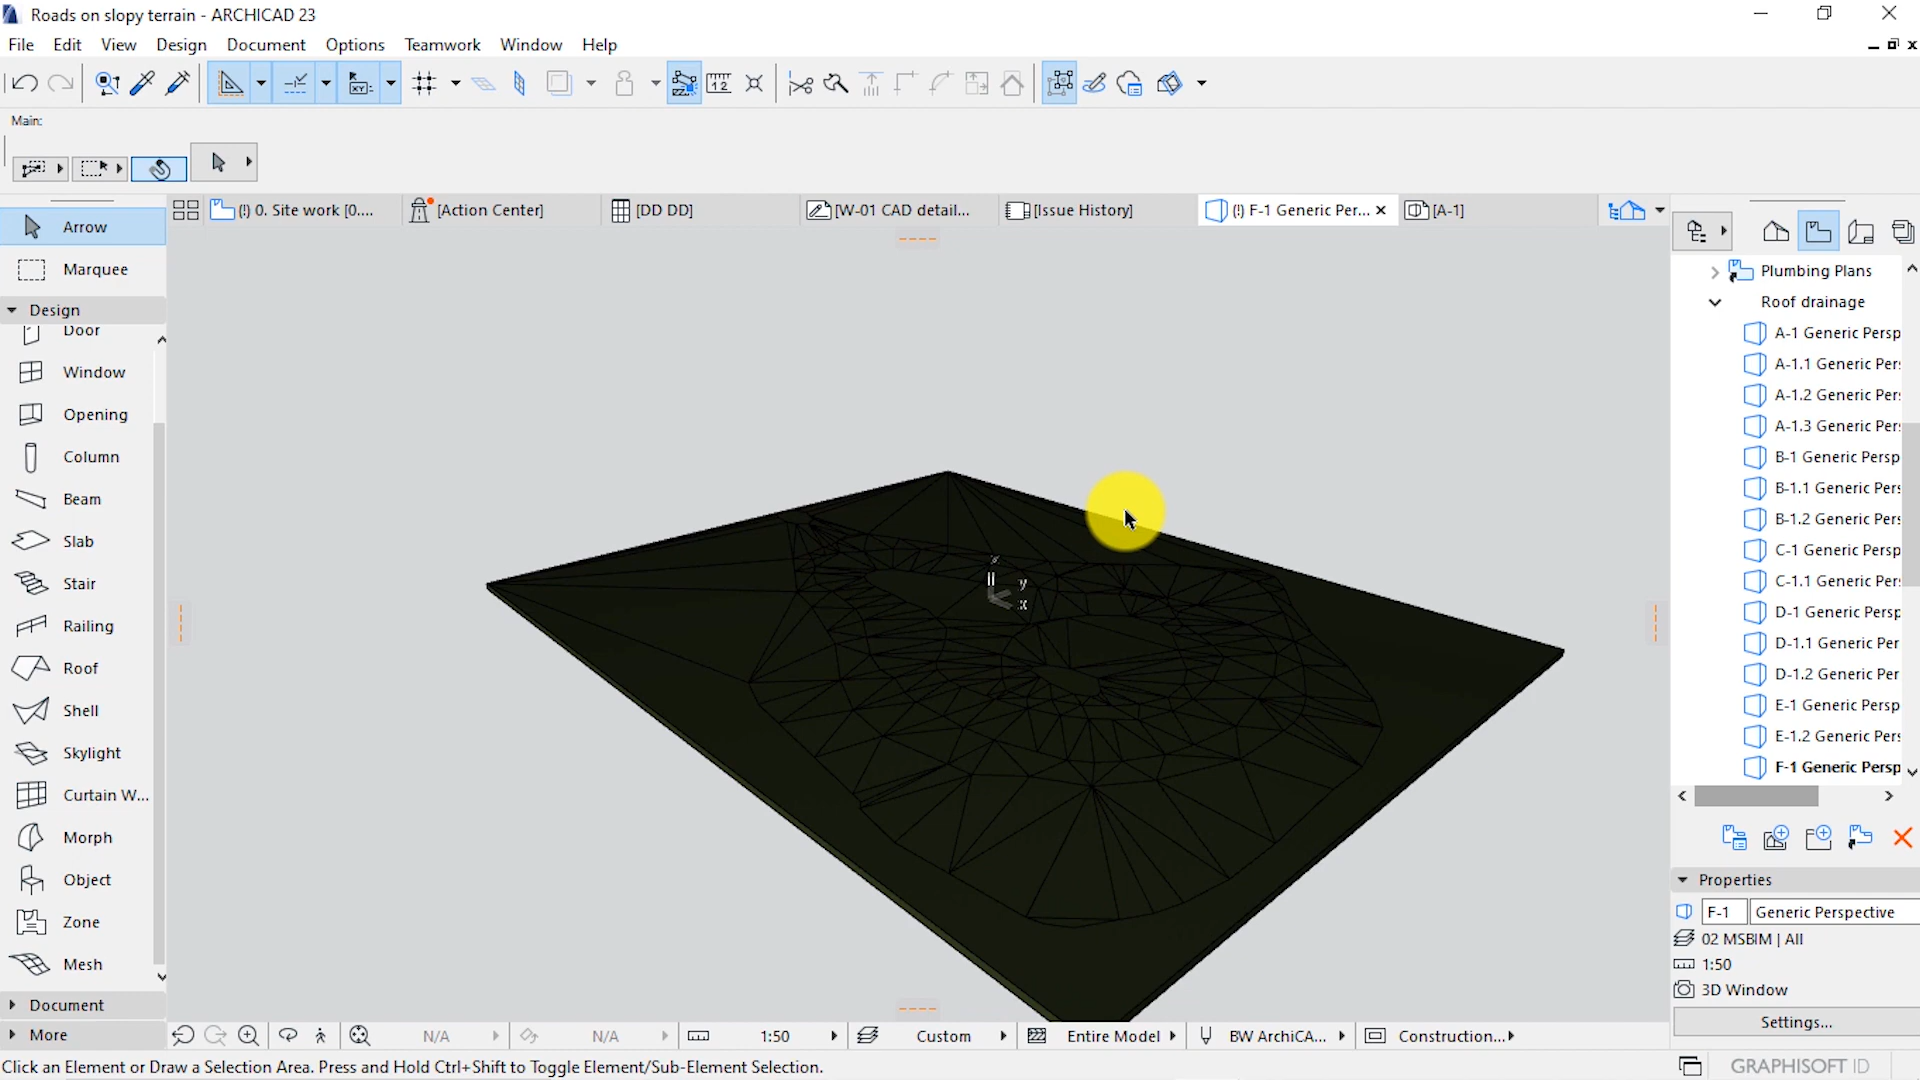 Roads on slopy terrain - ARCHICAD 23
File Edit View Design Document Options Teamwork Window Help
Main:
(!) 0. Site work [0.... [Action Center] [DD DD] [W-01 CAD detail... [Issue History] (!) F-1 Generic Per... [A-1]
Arrow
Marquee
Design
Door
Window
Opening
Column
Beam
Slab
Stair
Railing
Roof
Shell
Skylight
Curtain W...
Morph
Object
Zone
Mesh
Document
More
y
x
Plumbing Plans
Roof drainage
A-1 Generic Persp
A-1.1 Generic Per
A-1.2 Generic Per
A-1.3 Generic Per
B-1 Generic Persp
B-1.1 Generic Per
B-1.2 Generic Per
C-1 Generic Persp
C-1.1 Generic Per
D-1 Generic Persp
D-1.1 Generic Per
D-1.2 Generic Per
E-1 Generic Persp
E-1.2 Generic Per
F-1 Generic Persp
Properties
F-1 Generic Perspective
02 MSBIM | All
1:50
3D Window
Settings...
N/A N/A 1:50 Custom Entire Model BW ArchiCA... Construction...
Click an Element or Draw a Selection Area. Press and Hold Ctrl+Shift to Toggle Element/Sub-Element Selection.
GRAPHISOFT ID